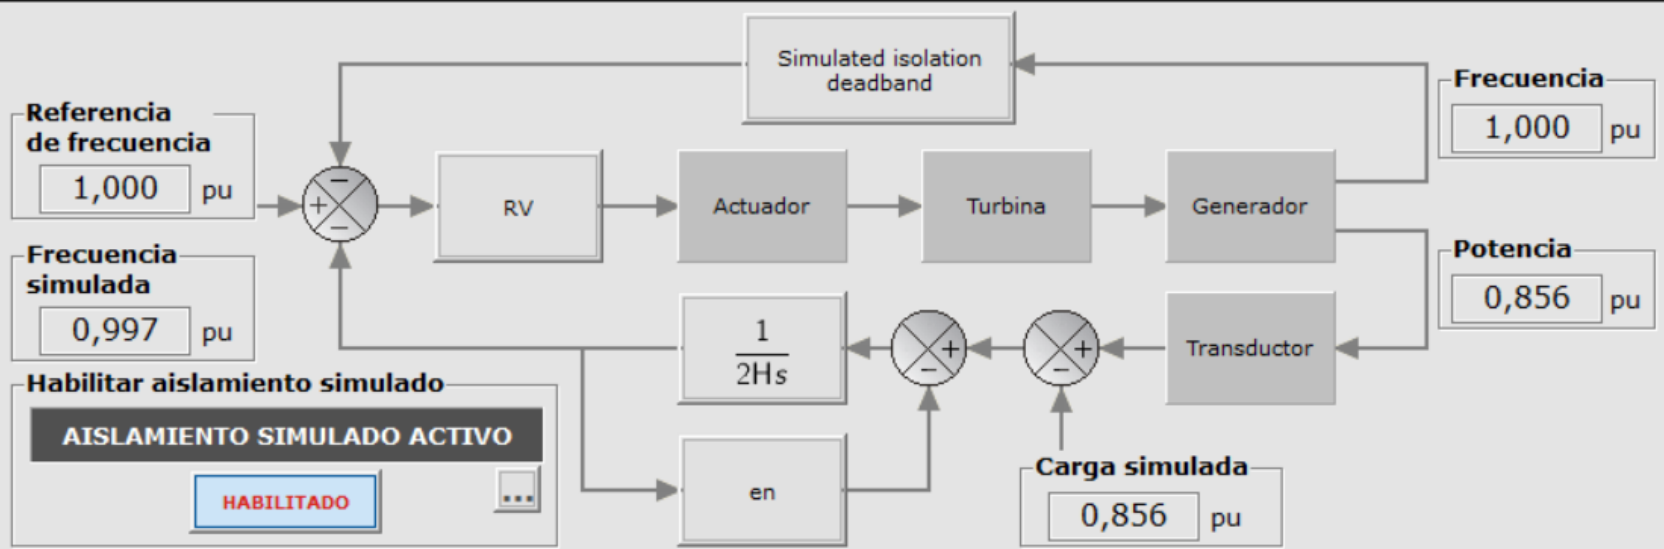 Simulated isolation
deadband
Frecuencia
1,000 pu
Referencia
de frecuencia
1,000 pu
+
−
−
RV
Actuador
Turbina
Generador
Frecuencia
simulada
0,997 pu
Potencia
0,856 pu
1
2Hs
+
−
+
−
Transductor
Habilitar aislamiento simulado
AISLAMIENTO SIMULADO ACTIVO
HABILITADO
...
en
Carga simulada
0,856 pu